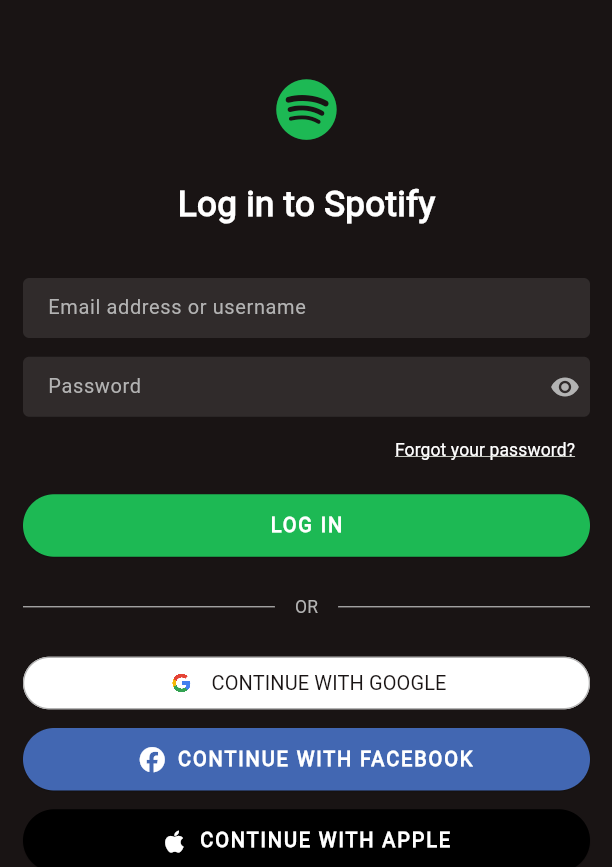 Log in to Spotify
Email address or username
Password
Forgot your password?
LOG IN
OR
CONTINUE WITH GOOGLE
CONTINUE WITH FACEBOOK
CONTINUE WITH APPLE